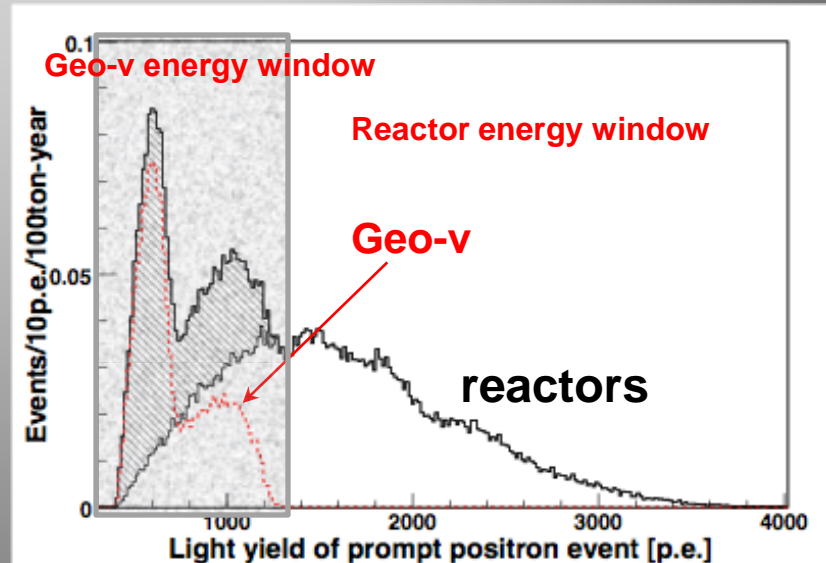 0.1
Geo-ν energy window
Reactor energy window
Geo-ν
0.05
reactors
0
1000
2000
3000
4000
Events/10p.e./100ton-year
Light yield of prompt positron event [p.e.]